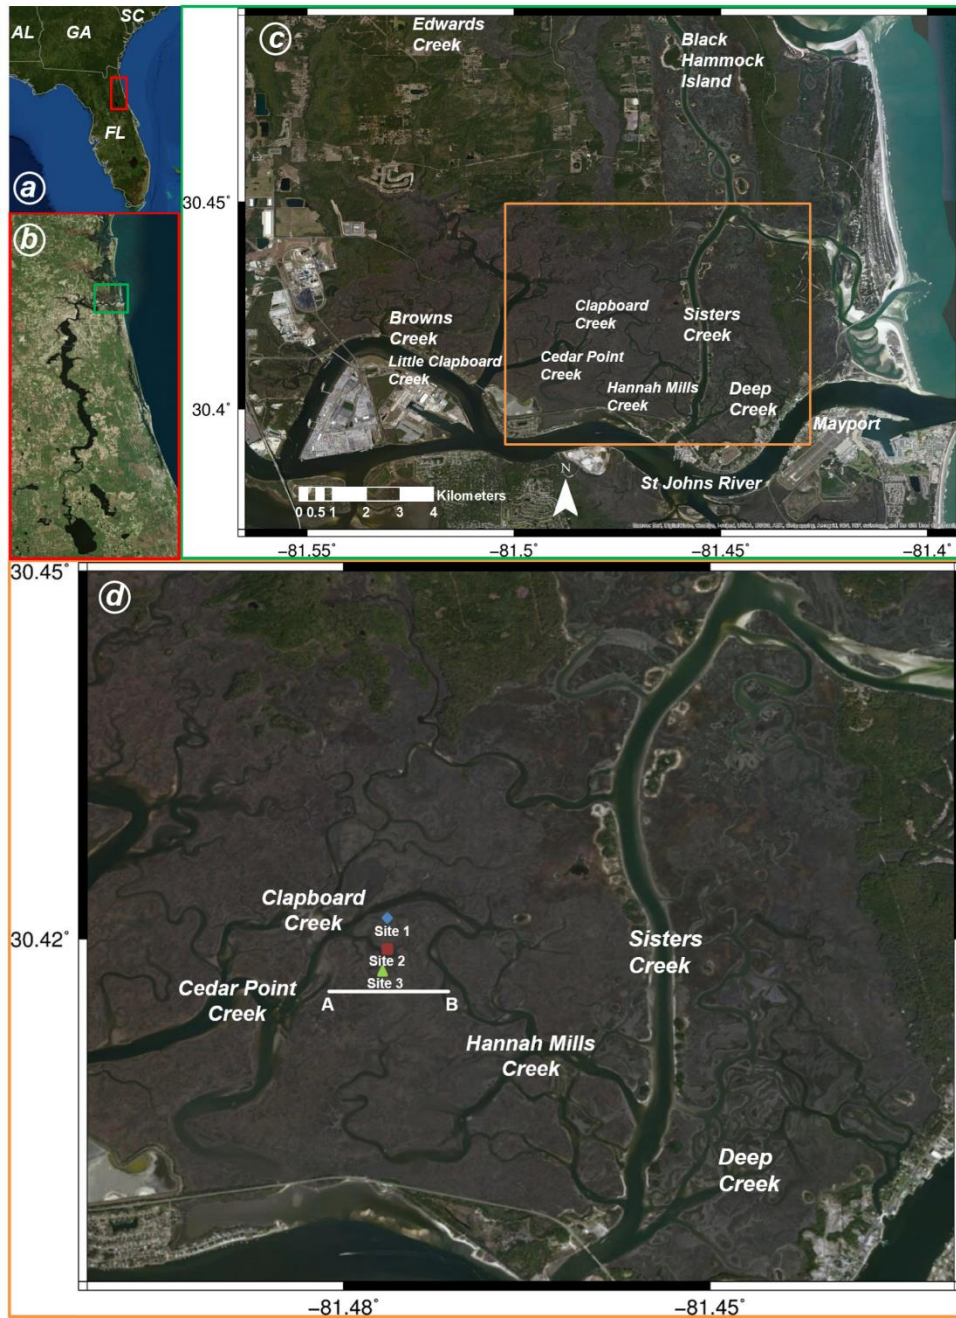 AL
GA
SC
FL
a
b
c
Edwards
Creek
Black
Hammock
Island
30.45°
Browns
Creek
Little Clapboard
Creek
Clapboard
Creek
Cedar Point
Creek
Sisters
Creek
Hannah Mills
Creek
Deep
Creek
Mayport
30.4°
St Johns River
N
Kilometers
0 0.5 1 2 3 4
−81.55°
−81.5°
−81.45°
−81.4°
d
30.45°
30.42°
Clapboard
Creek
Site 1
Site 2
Site 3
A
B
Cedar Point
Creek
Sisters
Creek
Hannah Mills
Creek
Deep
Creek
−81.48°
−81.45°